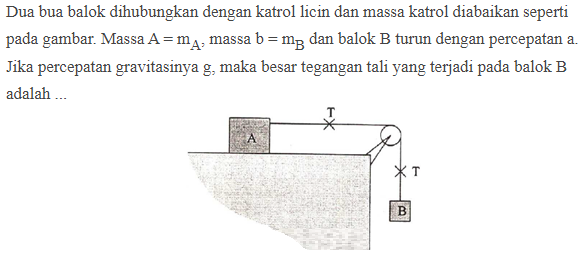 Dua bua balok dihubungkan dengan katrol licin dan massa katrol diabaikan seperti
pada gambar. Massa A = m_A, massa b = m_B dan balok B turun dengan percepatan a.
Jika percepatan gravitasinya g, maka besar tegangan tali yang terjadi pada balok B
adalah ...
T
A
T
B